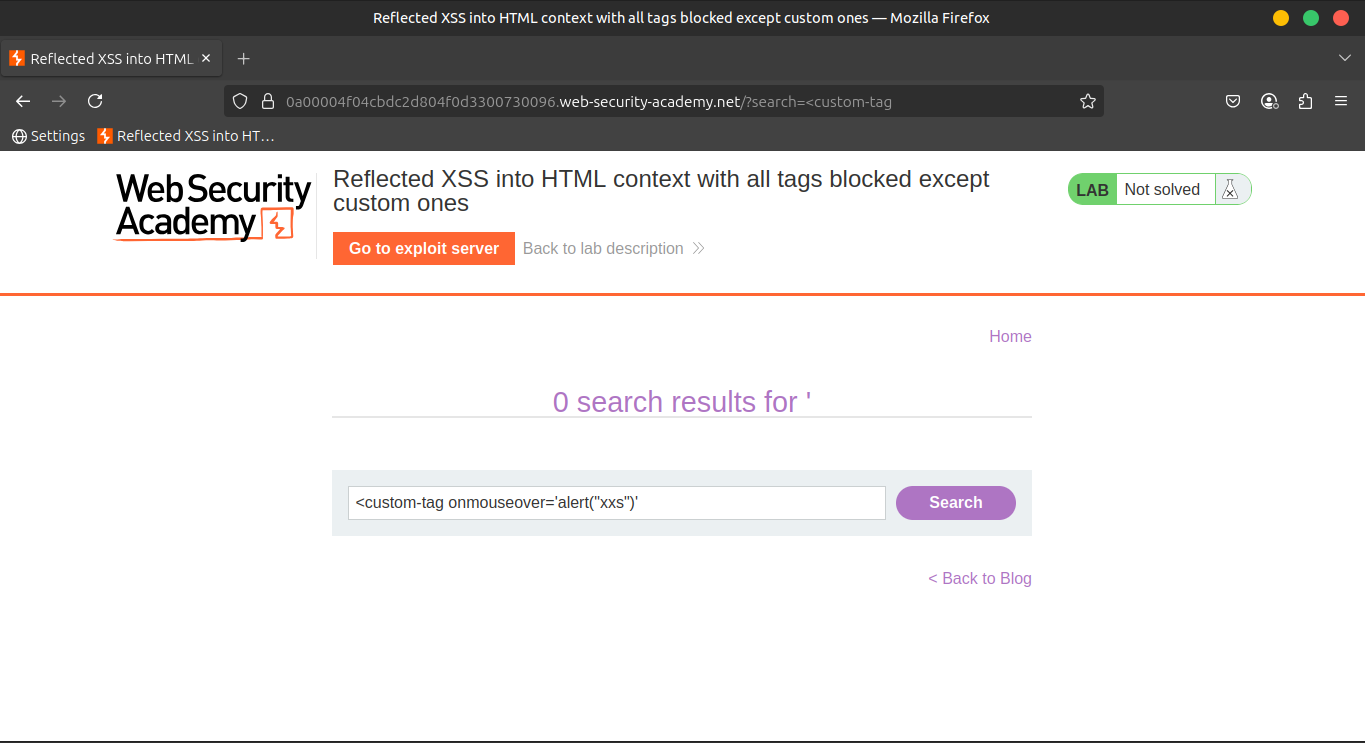 Reflected XSS into HTML context with all tags blocked except custom ones — Mozilla Firefox
Reflected XSS into HTML
0a00004f04cbdc2d804f0d3300730096.web-security-academy.net/?search=<custom-tag
Settings
Reflected XSS into HT…
Web Security
Academy
Reflected XSS into HTML context with all tags blocked except
custom ones
LAB Not solved
Go to exploit server
Back to lab description
Home
0 search results for '
<custom-tag onmouseover='alert("xxs")'
Search
< Back to Blog